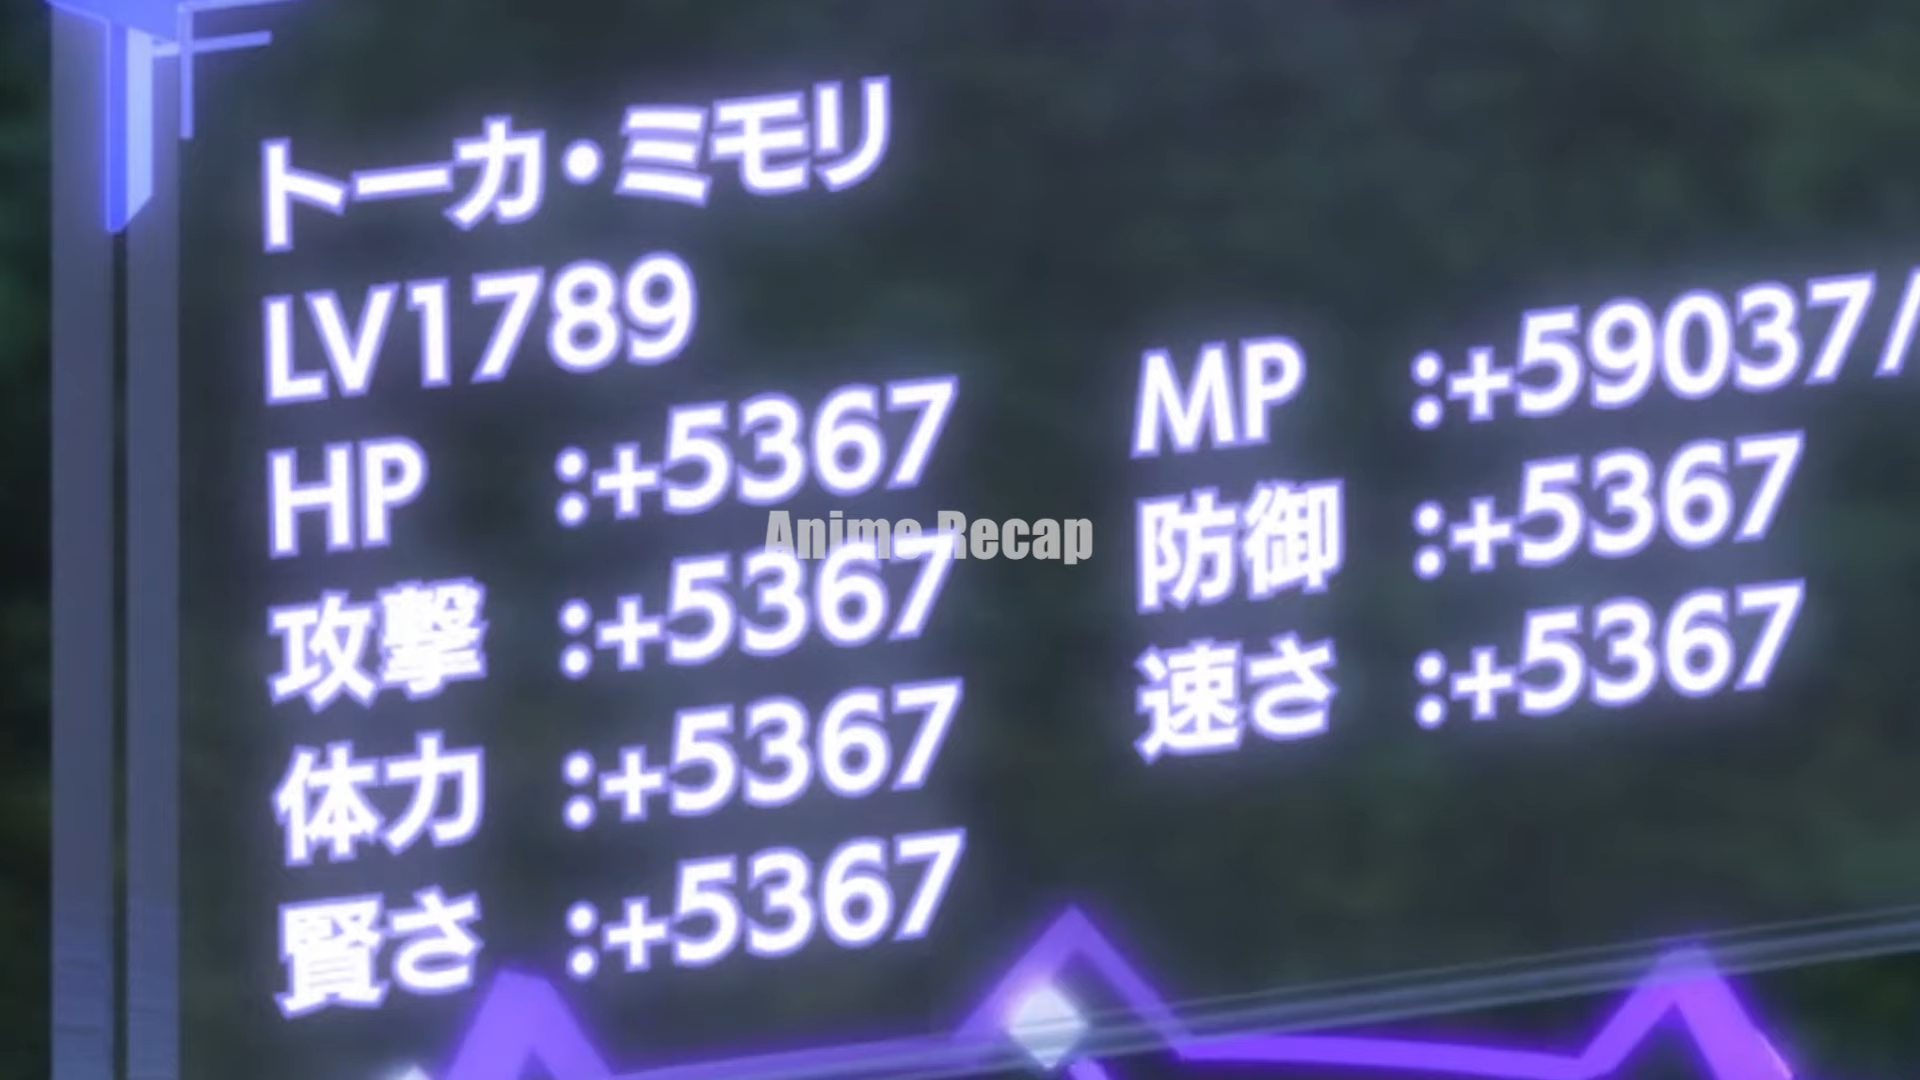 トーカ・ミモリ
LV1789
HP :+5367
MP :+59037/
攻撃 :+5367
防御 :+5367
体力 :+5367
速さ :+5367
賢さ :+5367
Anime Recap